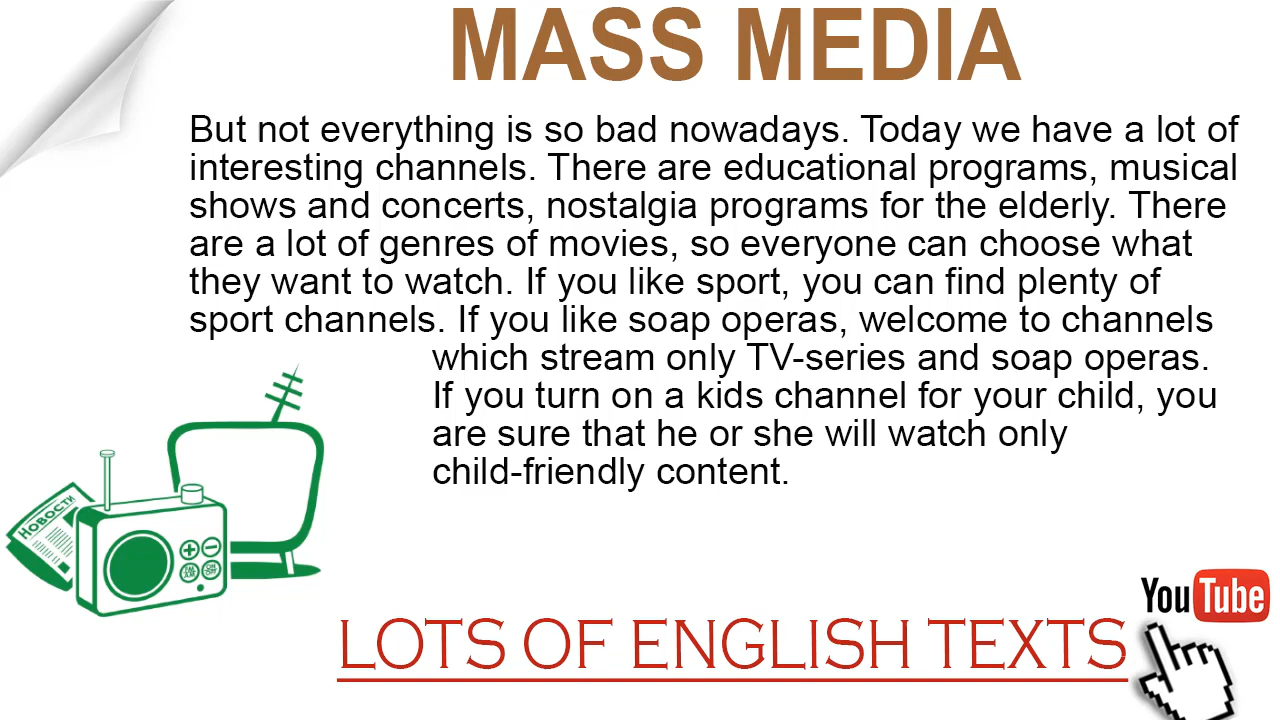 MASS MEDIA
But not everything is so bad nowadays. Today we have a lot of
interesting channels. There are educational programs, musical
shows and concerts, nostalgia programs for the elderly. There
are a lot of genres of movies, so everyone can choose what
they want to watch. If you like sport, you can find plenty of
sport channels. If you like soap operas, welcome to channels
which stream only TV-series and soap operas.
If you turn on a kids channel for your child, you
are sure that he or she will watch only
child-friendly content.
Новости
YouTube
LOTS OF ENGLISH TEXTS